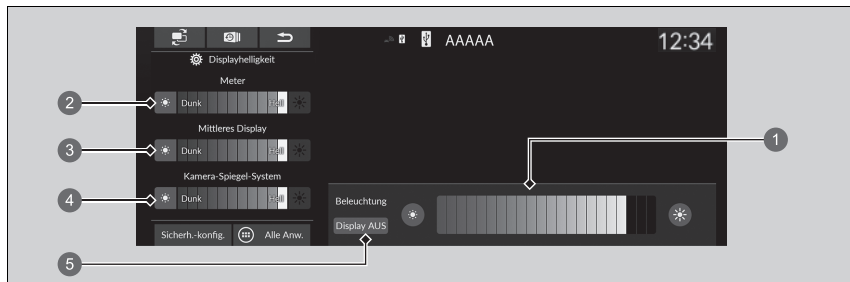 AAAAA
12:34
Displayhelligkeit
Meter
2
Dunk
Hell
1
Mittleres Display
3
Dunk
Hell
Kamera-Spiegel-System
4
Dunk
Hell
Beleuchtung
Display AUS
Sicherh.-konfig.
Alle Anw.
5